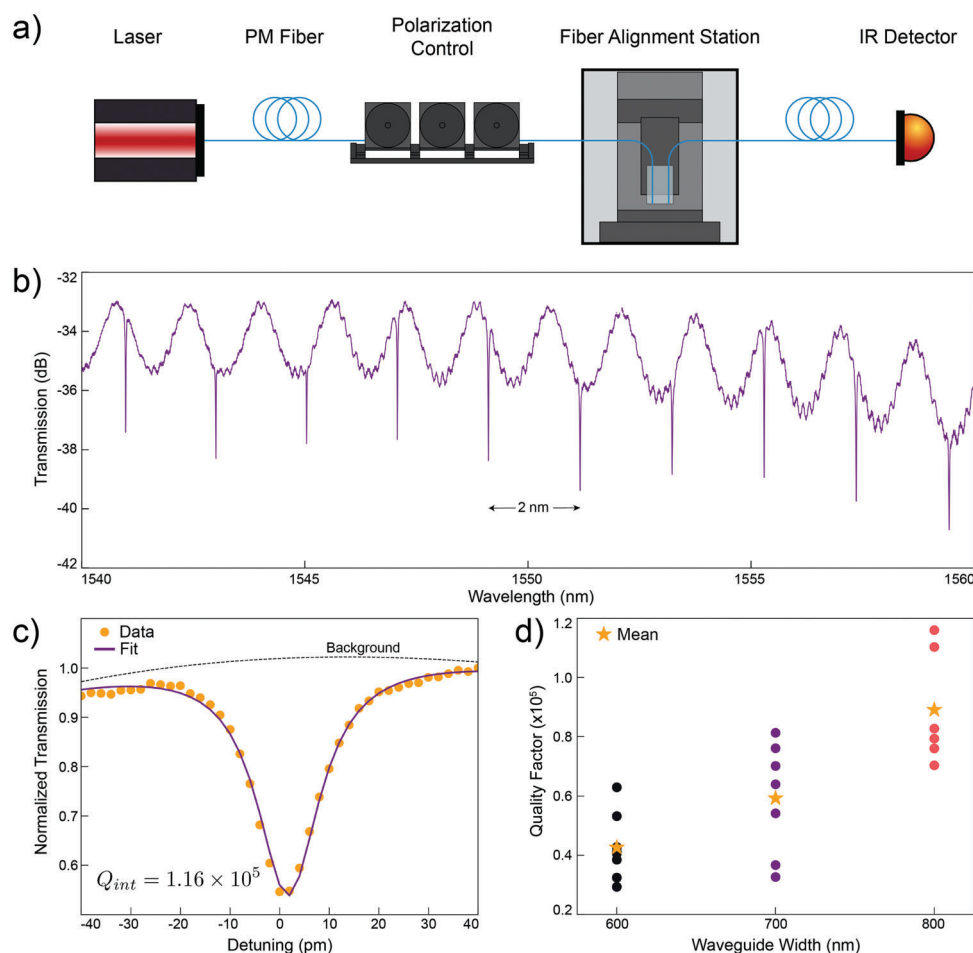 a)
Laser
PM Fiber
Polarization
Control
Fiber Alignment Station
IR Detector
b)
-32
-34
-36
-38
-40
-42
Transmission (dB)
2 nm
1540
1545
1550
1555
1560
Wavelength (nm)
c)
Data
Fit
Background
1.0
0.9
0.8
0.7
0.6
Normalized Transmission
Q_int = 1.16 × 10⁵
-40
-30
-20
-10
0
10
20
30
40
Detuning (pm)
d)
Mean
1.2
1.0
0.8
0.6
0.4
0.2
Quality Factor (x10⁵)
600
700
800
Waveguide Width (nm)